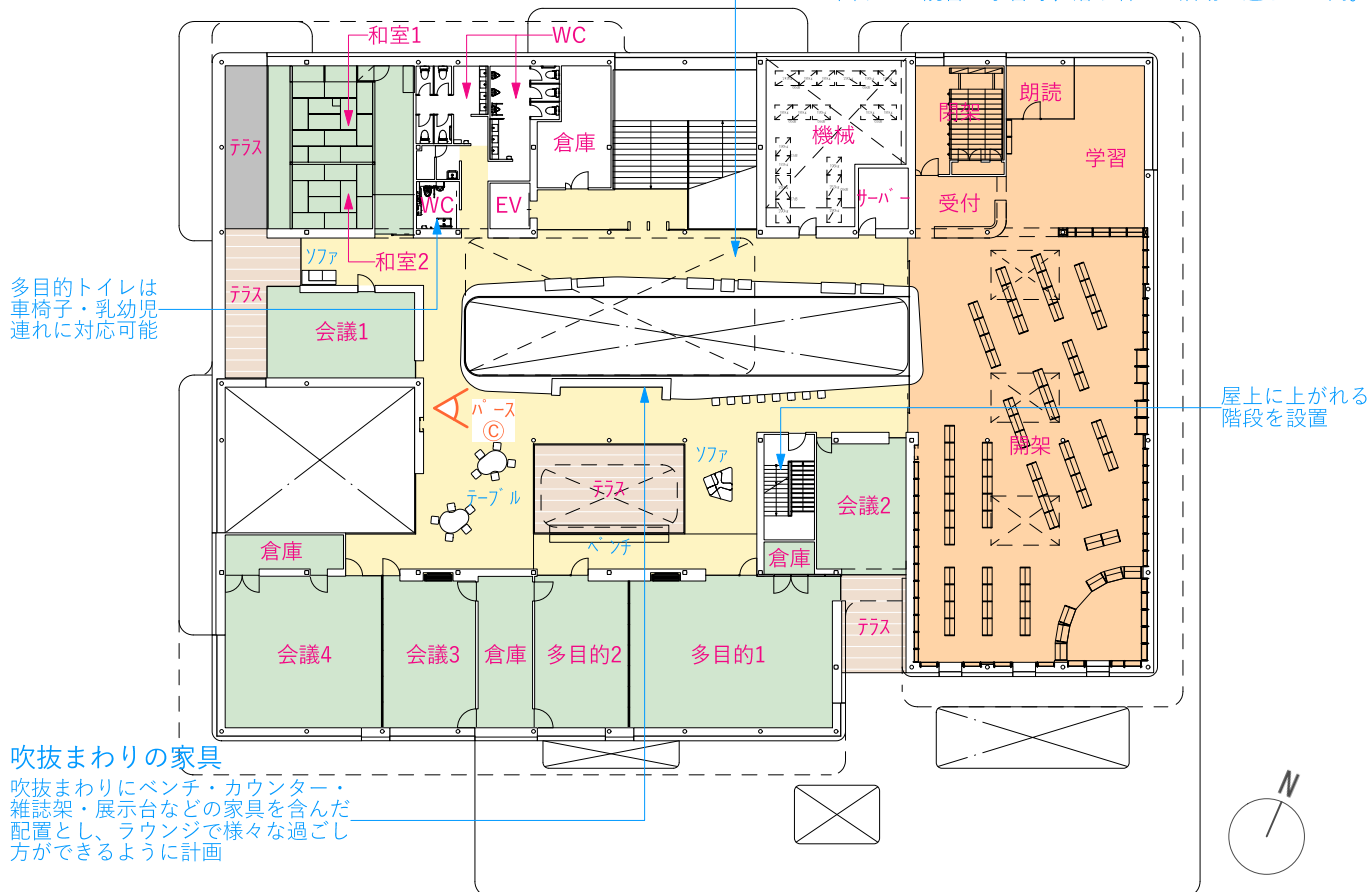 和室1
WC
朗読
閉架
倉庫
機械
学習
テラス
WC
EV
サーバー
受付
ソファ
和室2
多目的トイレは
車椅子・乳幼児
連れに対応可能
テラス
会議1
屋上に上がれる
階段を設置
パース
Ⓒ
開架
ソファ
テラス
テーブル
会議2
ベンチ
倉庫
倉庫
テラス
会議4
会議3
倉庫
多目的2
多目的1
吹抜まわりの家具
吹抜まわりにベンチ・カウンター・
雑誌架・展示台などの家具を含んだ
配置とし、ラウンジで様々な過ごし
方ができるように計画
N